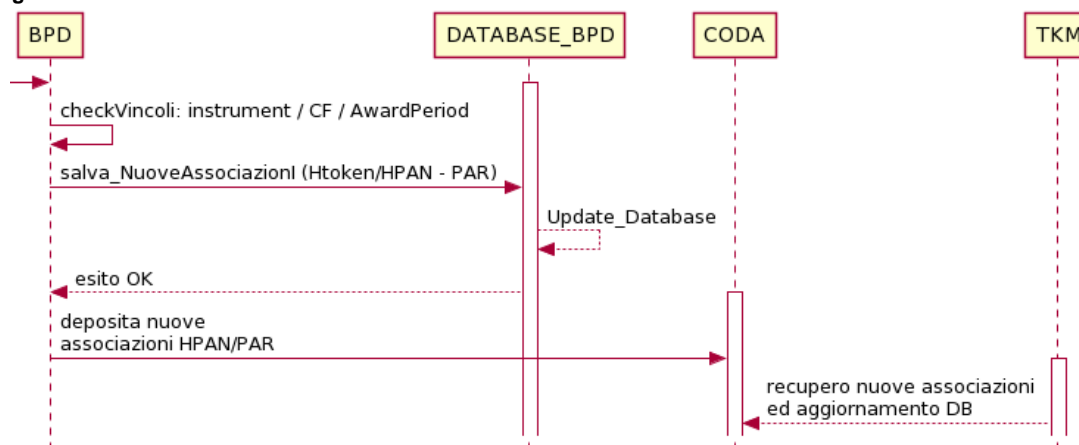 BPD
DATABASE_BPD
CODA
TKM
checkVincoli: instrument / CF / AwardPeriod
salva_NuoveAssociazionI (Htoken/HPAN - PAR)
Update_Database
esito OK
deposita nuove
associazioni HPAN/PAR
recupero nuove associazioni
ed aggiornamento DB